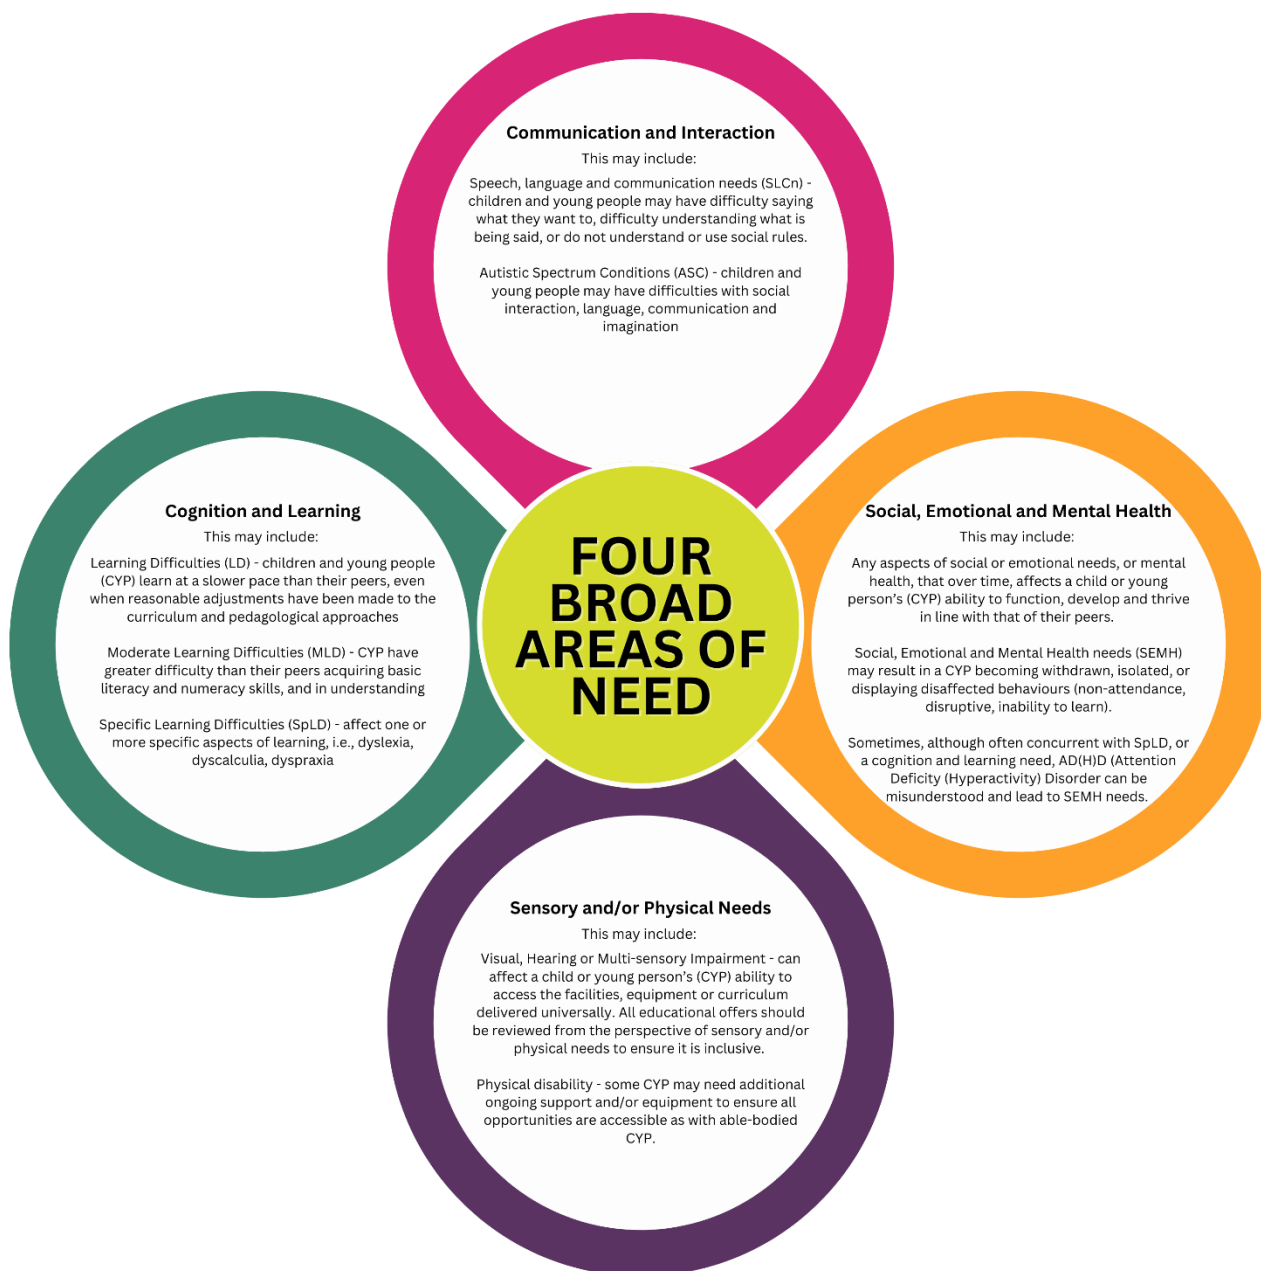 Communication and Interaction
This may include:
Speech, language and communication needs (SLCn) -
children and young people may have difficulty saying
what they want to, difficulty understanding what is
being said, or do not understand or use social rules.
Autistic Spectrum Conditions (ASC) - children and
young people may have difficulties with social
interaction, language, communication and
imagination
Cognition and Learning
This may include:
Learning Difficulties (LD) - children and young people
(CYP) learn at a slower pace than their peers, even
when reasonable adjustments have been made to the
curriculum and pedagological approaches
Moderate Learning Difficulties (MLD) - CYP have
greater difficulty than their peers acquiring basic
literacy and numeracy skills, and in understanding
Specific Learning Difficulties (SpLD) - affect one or
more specific aspects of learning, i.e., dyslexia,
dyscalculia, dyspraxia
FOUR
BROAD
AREAS OF
NEED
Social, Emotional and Mental Health
This may include:
Any aspects of social or emotional needs, or mental
health, that over time, affects a child or young
person's (CYP) ability to function, develop and thrive
in line with that of their peers.
Social, Emotional and Mental Health needs (SEMH)
may result in a CYP becoming withdrawn, isolated, or
displaying disaffected behaviours (non-attendance,
disruptive, inability to learn).
Sometimes, although often concurrent with SpLD, or
a cognition and learning need, AD(H)D (Attention
Deficity (Hyperactivity) Disorder can be
misunderstood and lead to SEMH needs.
Sensory and/or Physical Needs
This may include:
Visual, Hearing or Multi-sensory Impairment - can
affect a child or young person's (CYP) ability to
access the facilities, equipment or curriculum
delivered universally. All educational offers should
be reviewed from the perspective of sensory and/or
physical needs to ensure it is inclusive.
Physical disability - some CYP may need additional
ongoing support and/or equipment to ensure all
opportunities are accessible as with able-bodied
CYP.